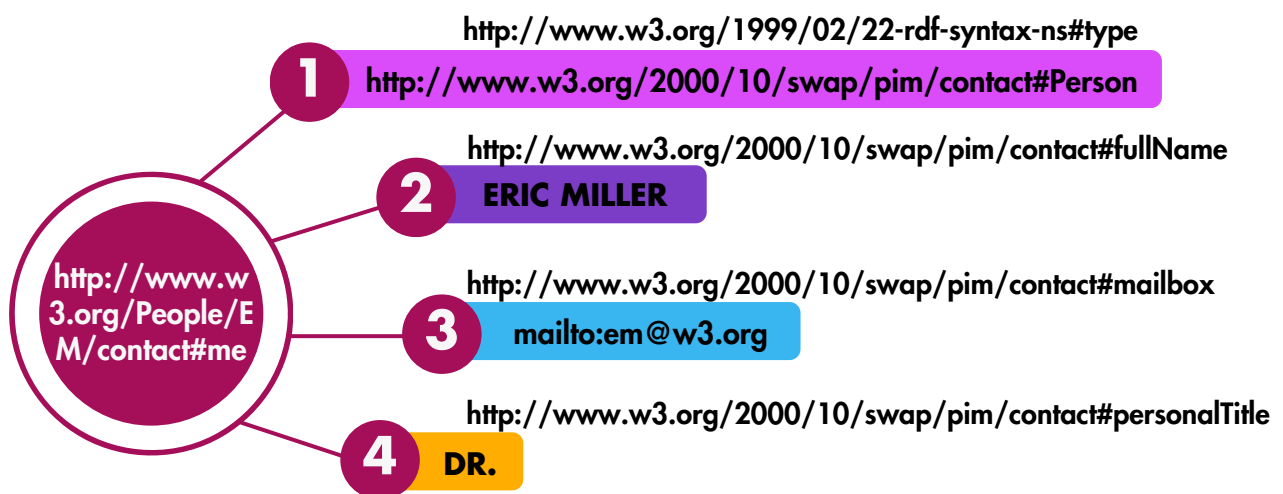 http://www.w3.org/1999/02/22-rdf-syntax-ns#type
1
http://www.w3.org/2000/10/swap/pim/contact#Person
http://www.w3.org/2000/10/swap/pim/contact#fullName
2
ERIC MILLER
http://www.w
3.org/People/E
M/contact#me
http://www.w3.org/2000/10/swap/pim/contact#mailbox
3
mailto:em@w3.org
http://www.w3.org/2000/10/swap/pim/contact#personalTitle
4
DR.